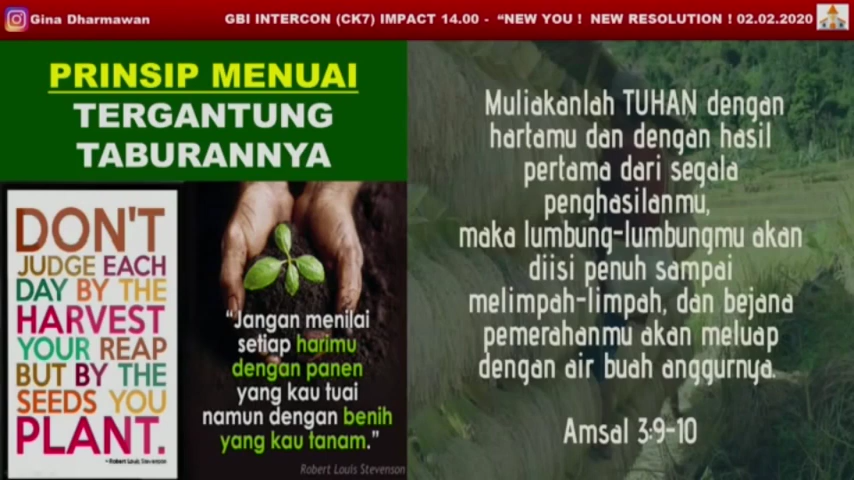 Gina Dharmawan
GBI INTERCON (CK7) IMPACT 14.00 - “NEW YOU ! NEW RESOLUTION ! 02.02.2020
PRINSIP MENUAI
TERGANTUNG
TABURANNYA
DON'T
JUDGE EACH
DAY BY THE
HARVEST
YOUR REAP
BUT BY THE
SEEDS YOU
PLANT.
- Robert Louis Stevenson
“Jangan menilai
setiap harimu
dengan panen
yang kau tuai
namun dengan benih
yang kau tanam.”
Robert Louis Stevenson
Muliakanlah TUHAN dengan
hartamu dan dengan hasil
pertama dari segala
penghasilanmu,
maka lumbung-lumbungmu akan
diisi penuh sampai
melimpah-limpah, dan bejana
pemerahanmu akan meluap
dengan air buah anggurnya.
Amsal 3:9-10